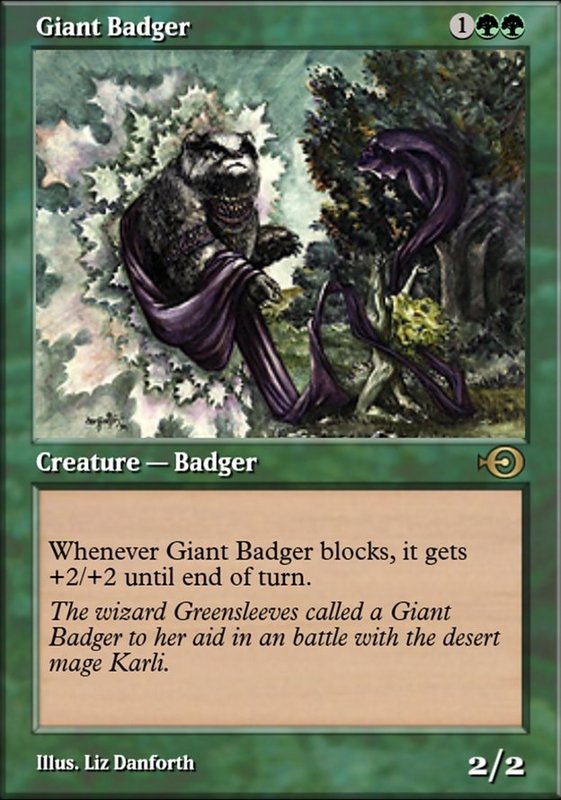 Giant Badger 1
Creature — Badger
Whenever Giant Badger blocks, it gets
+2/+2 until end of turn.
The wizard Greensleeves called a Giant
Badger to her aid in an battle with the desert
mage Karli.
Illus. Liz Danforth
2/2